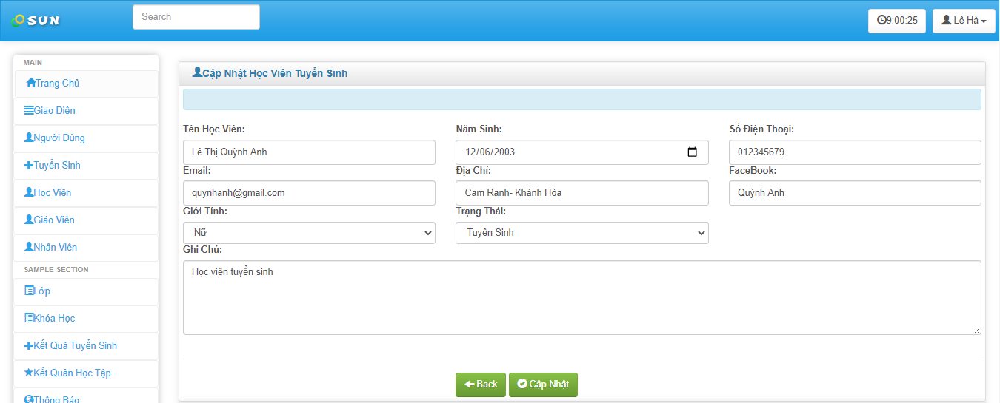 SUN
Search
9:00:25
Lê Hà
MAIN
Trang Chủ
Giao Diện
Người Dùng
Tuyển Sinh
Học Viên
Giáo Viên
Nhân Viên
SAMPLE SECTION
Lớp
Khóa Học
Kết Quả Tuyển Sinh
Kết Quản Học Tập
Thông Báo
Cập Nhật Học Viên Tuyển Sinh
Tên Học Viên: Năm Sinh: Số Điện Thoại:
Lê Thị Quỳnh Anh 12/06/2003 012345679
Email: Địa Chỉ: FaceBook:
quynhanh@gmail.com Cam Ranh- Khánh Hòa Quỳnh Anh
Giới Tính: Trạng Thái:
Nữ Tuyên Sinh
Ghi Chú:
Học viên tuyển sinh
Back Cập Nhật